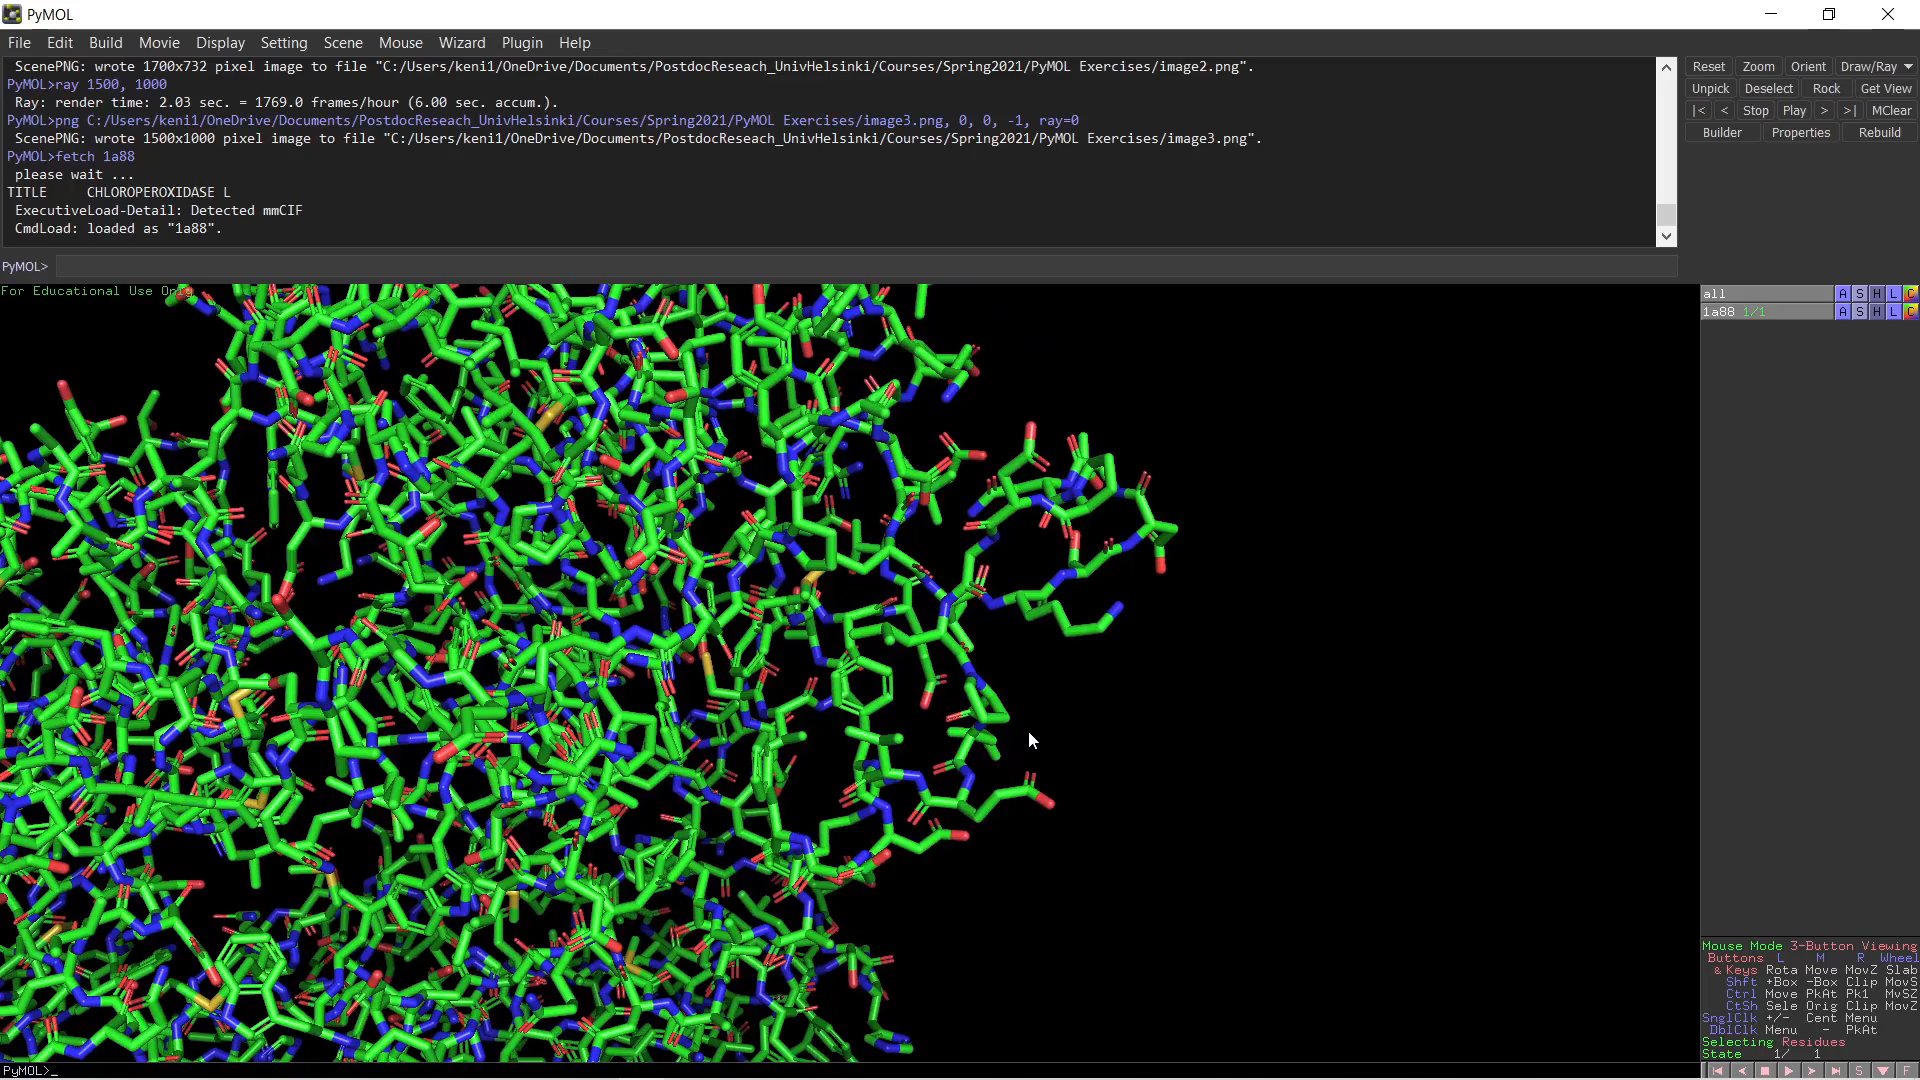 PyMOL
File Edit Build Movie Display Setting Scene Mouse Wizard Plugin Help
ScenePNG: wrote 1700x732 pixel image to file "C:/Users/keni1/OneDrive/Documents/PostdocReseach_UnivHelsinki/Courses/Spring2021/PyMOL Exercises/image2.png".
PyMOL>ray 1500, 1000
Ray: render time: 2.03 sec. = 1769.0 frames/hour (6.00 sec. accum.).
PyMOL>png C:/Users/keni1/OneDrive/Documents/PostdocReseach_UnivHelsinki/Courses/Spring2021/PyMOL Exercises/image3.png, 0, 0, -1, ray=0
ScenePNG: wrote 1500x1000 pixel image to file "C:/Users/keni1/OneDrive/Documents/PostdocReseach_UnivHelsinki/Courses/Spring2021/PyMOL Exercises/image3.png".
PyMOL>fetch 1a88
please wait ...
TITLE CHLOROPEROXIDASE L
ExecutiveLoad-Detail: Detected mmCIF
CmdLoad: loaded as "1a88".
PyMOL>
Reset Zoom Orient Draw/Ray
Unpick Deselect Rock Get View
|< < Stop Play > >| MClear
Builder Properties Rebuild
For Educational Use Only
all A S H L C
1a88 1/1 A S H L C
Mouse Mode 3-Button Viewing
Buttons L M R Wheel
& Keys Rota Move MovZ Slab
Shft +Box -Box Clip MovS
Ctrl Move PkAt Pk1 MvSZ
CtSh Sele Orig Clip MovZ
SnglClk +/- Cent Menu
DblClk Menu - PkAt
Selecting Residues
State 1/ 1
PyMOL>_
S F